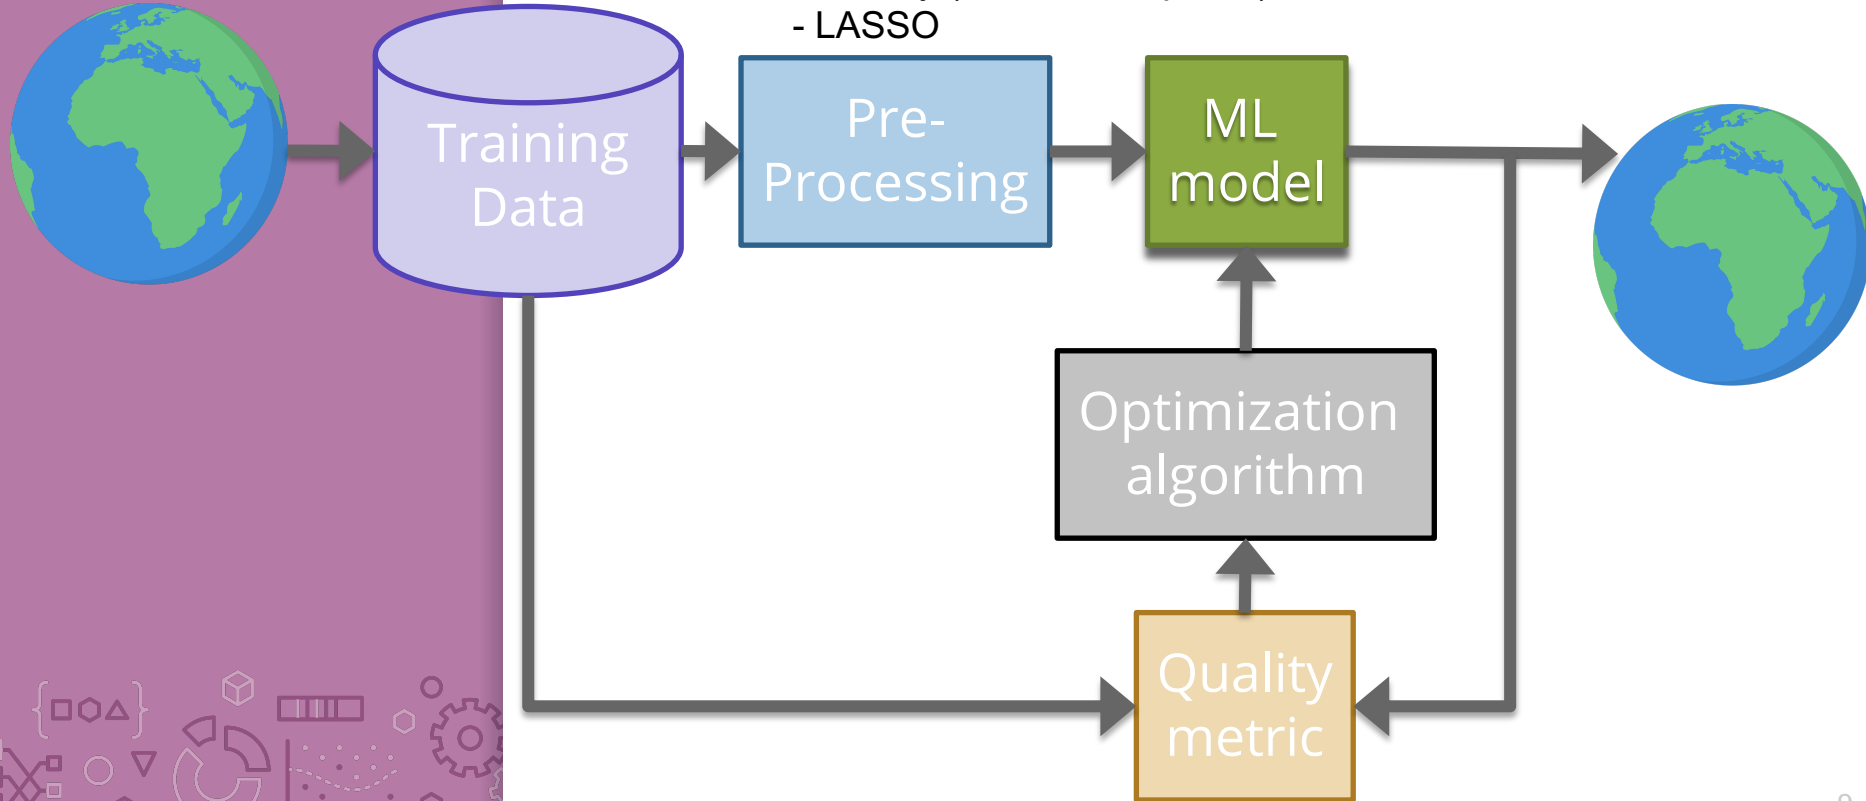 - LASSO
Training
Data
Pre-
Processing
ML
model
Optimization
algorithm
Quality
metric